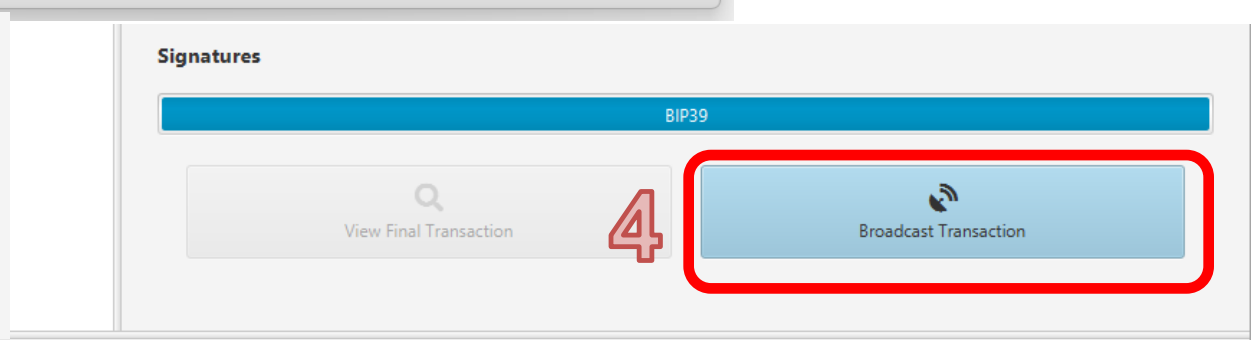 Signatures
BIP39
View Final Transaction
4
Broadcast Transaction